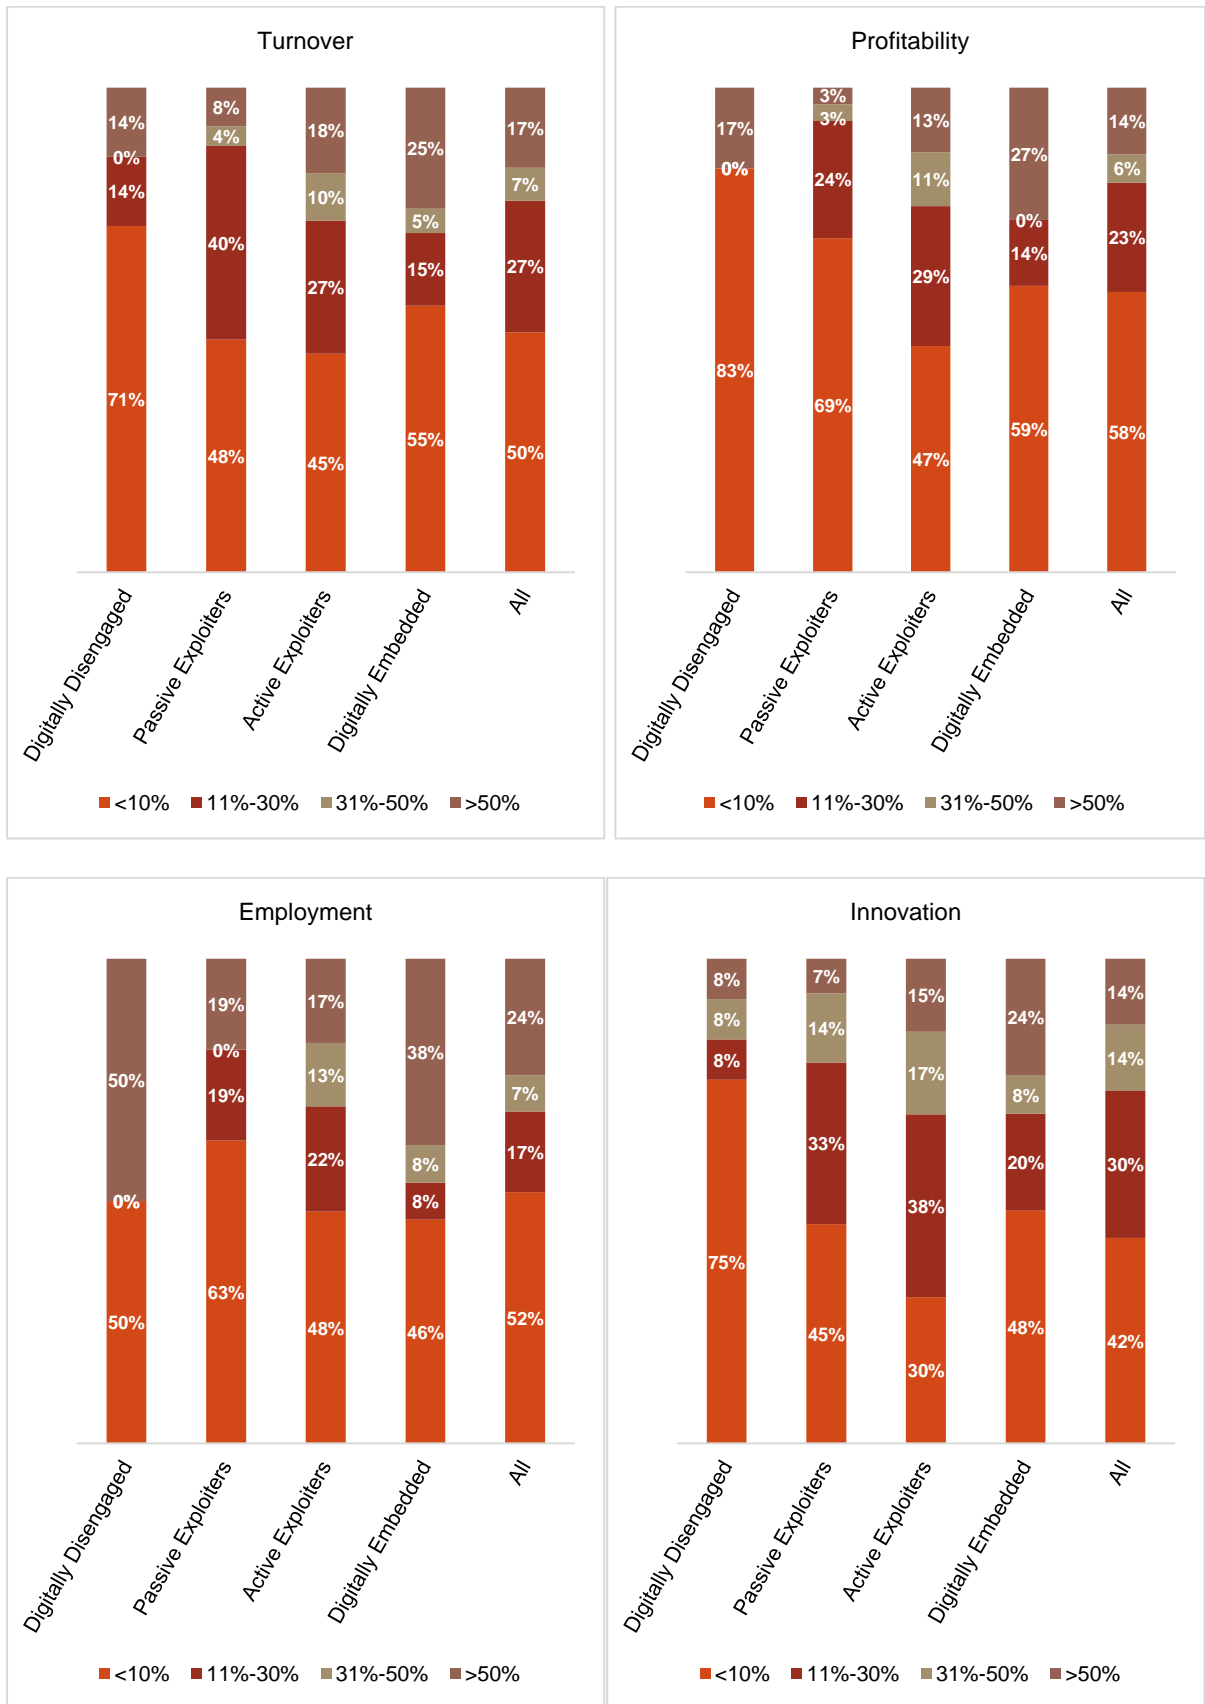 Turnover
14% 8% 18% 25% 17%
0% 4% 10% 5% 7%
14% 40% 27% 15% 27%
71% 48% 45% 55% 50%
Digitally Disengaged
Passive Exploiters
Active Exploiters
Digitally Embedded
All
<10% 11%-30% 31%-50% >50%
Profitability
17% 3% 13% 27% 14%
0% 3% 11% 0% 6%
24% 29% 14% 23%
83% 69% 47% 59% 58%
Digitally Disengaged
Passive Exploiters
Active Exploiters
Digitally Embedded
All
<10% 11%-30% 31%-50% >50%
Employment
50% 19% 17% 38% 24%
0% 0% 13% 8% 7%
19% 22% 8% 17%
50% 63% 48% 46% 52%
Digitally Disengaged
Passive Exploiters
Active Exploiters
Digitally Embedded
All
<10% 11%-30% 31%-50% >50%
Innovation
8% 7% 15% 24% 14%
8% 14% 17% 8% 14%
8% 33% 38% 20% 30%
75% 45% 30% 48% 42%
Digitally Disengaged
Passive Exploiters
Active Exploiters
Digitally Embedded
All
<10% 11%-30% 31%-50% >50%